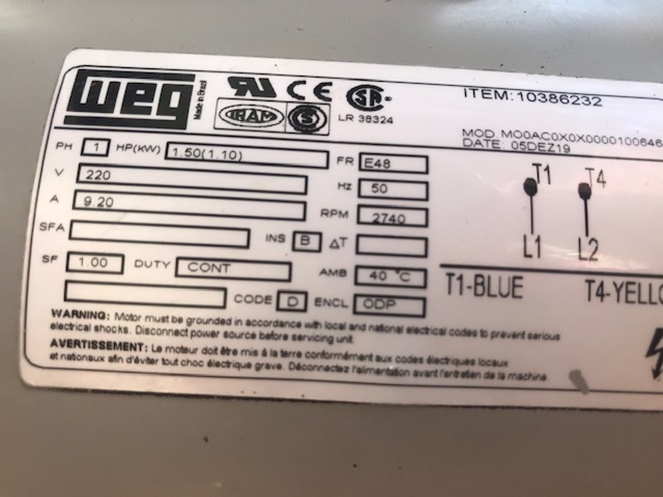 WEG
Made in Brazil
CE
IRAM
S
LR 38324
ITEM:10386232
MOD. MO0AC0X0X0000100646
DATE: 05DEZ19
PH 1 HP(KW) 1.50(1.10) FR E48
V 220 HZ 50
A 9.20 RPM 2740
SFA INS B ΔT
SF 1.00 DUTY CONT AMB 40 °C
CODE D ENCL ODP
T1 T4
L1 L2
T1-BLUE T4-YELLO
WARNING: Motor must be grounded in accordance with local and national electrical codes to prevent serious
electrical shocks. Disconnect power source before servicing unit.
AVERTISSEMENT: Le moteur doit être mis á la terre conformément aux codes électriques locaux
et nationaux afin d'éviter tout choc électrique grave. Déconnectez l'alimentation avant l'entretien de la machine.